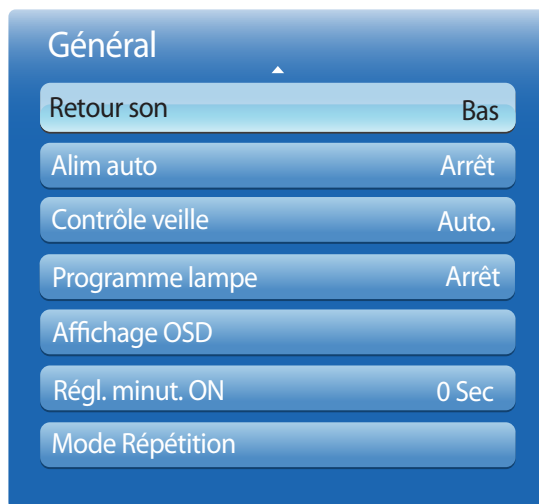 Général
Retour son Bas
Alim auto Arrêt
Contrôle veille Auto.
Programme lampe Arrêt
Affichage OSD
Régl. minut. ON 0 Sec
Mode Répétition